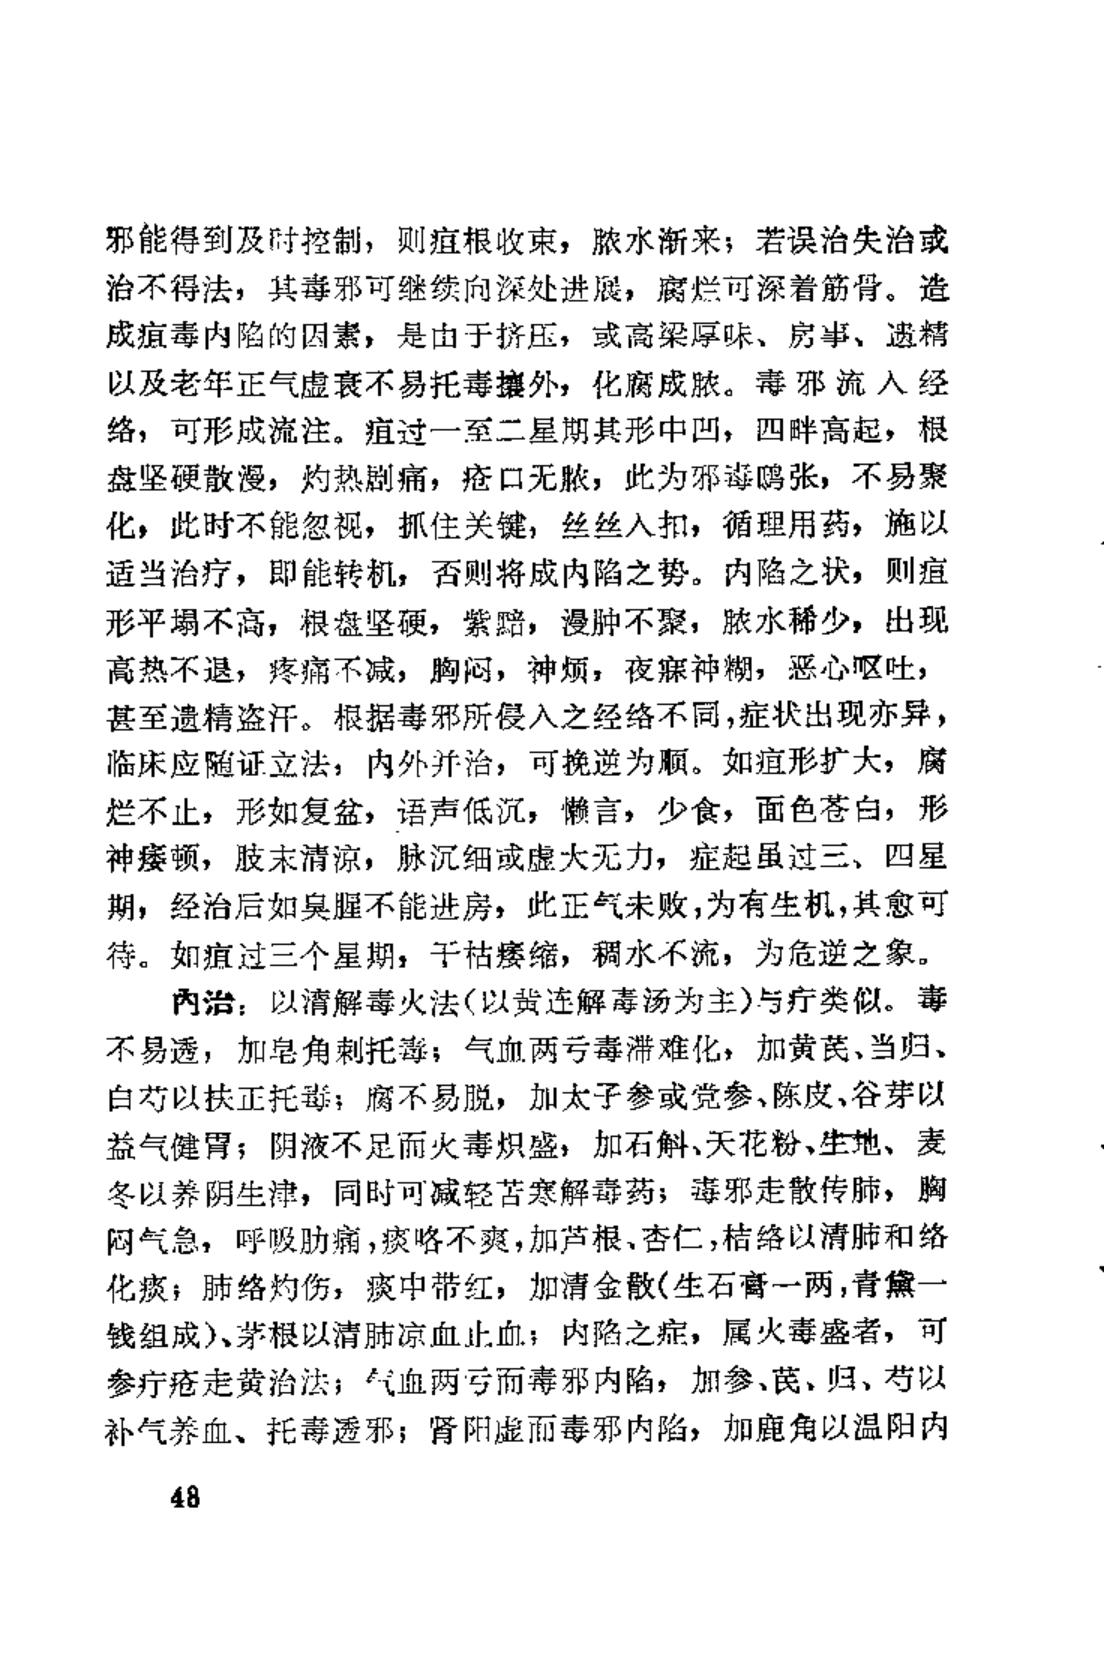 邪能得到及时控制，则疽根收束，脓水渐来；若误治失治或
治不得法，其毒邪可继续向深处进展，腐烂可深着筋骨。造
成疽毒内陷的因素，是由于挤压，或高梁厚味、房事、遗精
以及老年正气虚衰不易托毒攘外，化腐成脓。毒邪流入经
络，可形成流注。疽过一至二星期其形中凹，四畔高起，根
盘坚硬散漫，灼热剧痛，疮口无脓，此为邪毒鸱张，不易聚
化，此时不能忽视，抓住关键，丝丝入扣，循理用药，施以
适当治疗，即能转机，否则将成内陷之势。内陷之状，则疽
形平塌不高，根盘坚硬，紫黯，漫肿不聚，脓水稀少，出现
高热不退，疼痛不减，胸闷，神烦，夜寐神糊，恶心呕吐，
甚至遗精盗汗。根据毒邪所侵入之经络不同，症状出现亦异，
临床应随证立法，内外并治，可挽逆为顺。如疽形扩大，腐
烂不止，形如复盆，语声低沉，懒言，少食，面色苍白，形
神痿顿，肢末清凉，脉沉细或虚大无力，症起虽过三、四星
期，经治后如臭腥不能进房，此正气未败，为有生机，其愈可
待。如疽过三个星期，干枯痿缩，稠水不流，为危逆之象。
内治：以清解毒火法(以黄连解毒汤为主)与疔类似。毒
不易透，加皂角刺托毒；气血两亏毒滞难化，加黄芪、当归、
白芍以扶正托毒；腐不易脱，加太子参或党参、陈皮、谷芽以
益气健胃；阴液不足而火毒炽盛，加石斛、天花粉、生地、麦
冬以养阴生津，同时可减轻苦寒解毒药；毒邪走散传肺，胸
闷气急，呼吸肋痛，痰咯不爽，加芦根、杏仁，桔络以清肺和络
化痰；肺络灼伤，痰中带红，加清金散(生石膏一两，青黛一
钱组成)、茅根以清肺凉血止血；内陷之症，属火毒盛者，可
参疔疮走黄治法；气血两亏而毒邪内陷，加参、芪、归、芍以
补气养血、托毒透邪；肾阳虚而毒邪内陷，加鹿角以温阳内
48